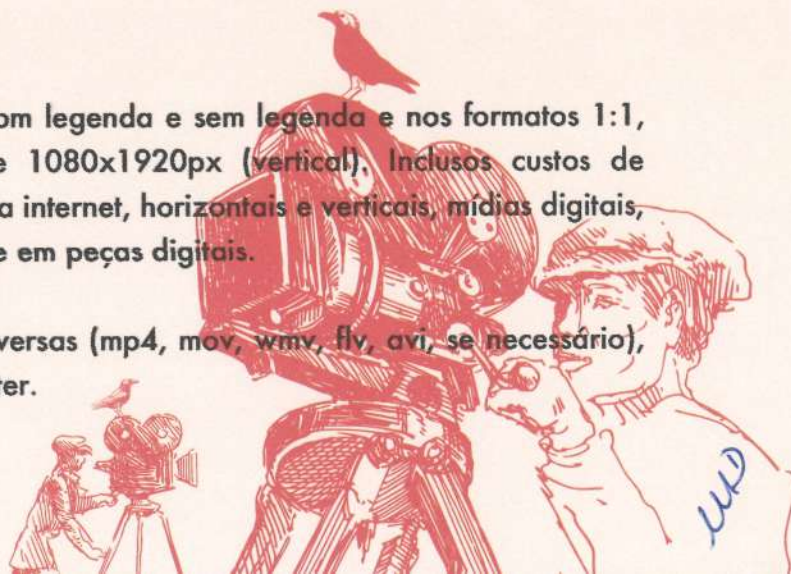 om legenda e sem legenda e nos formatos 1:1,
e 1080x1920px (vertical). Inclusos custos de
a internet, horizontais e verticais, mídias digitais,
e em peças digitais.
versas (mp4, mov, wmv, flv, avi, se necessário),
ter.